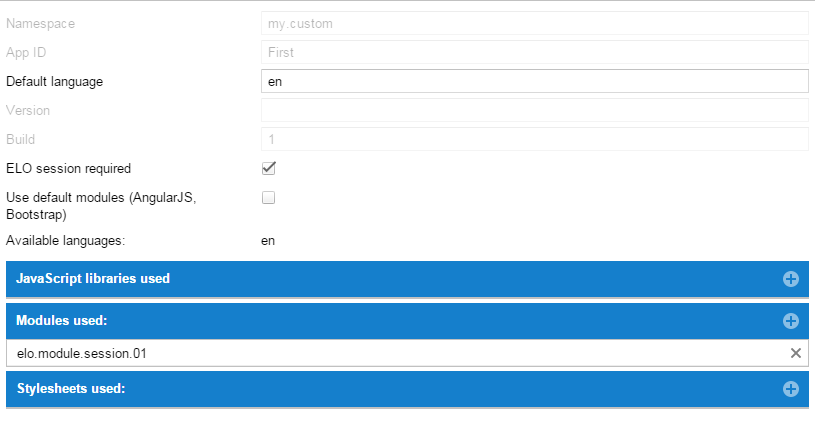 Namespace my.custom
App ID First
Default language en
Version
Build 1
ELO session required
Use default modules (AngularJS,
Bootstrap)
Available languages: en
JavaScript libraries used
Modules used:
elo.module.session.01
Stylesheets used: